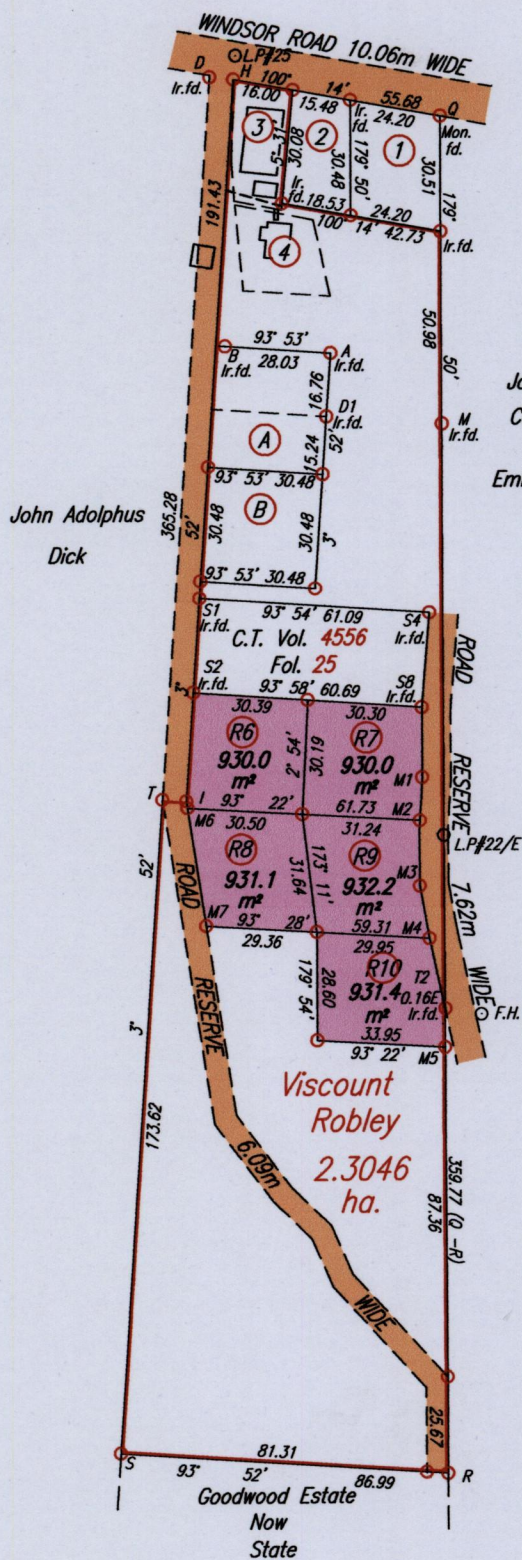 WINDSOR ROAD 10.06m WIDE
L.P#25
D
Ir.fd.
H
100°
14'
55.68
Q
16.00
15.48
24.20
Ir.
fd.
Mon.
fd.
3
2
1
5° 31'
30.08
30.48
179° 50'
30.51
179°
Ir.
fd.
18.53
24.20
100°
14'
42.73
Ir.fd.
191.43
4
50.98
50'
93° 53'
B
28.03
A
Ir.fd.
Ir.fd.
16.76
D1
Ir.fd.
M
Ir.fd.
A
15.24
52'
93° 53' 30.48
B
John Adolphus
Dick
365.28
52'
30.48
30.48
3°
93° 53' 30.48
S1
Ir.fd.
93° 54' 61.09
S4
Ir.fd.
C.T. Vol. 4556
Fol. 25
ROAD
S2
Ir.fd.
3°
93° 58' 60.69
S8
Ir.fd.
30.39
30.30
R6
R7
930.0
m²
930.0
m²
2° 54'
30.19
M1
RESERVE
T
I
93°
22'
61.73
M2
M6
30.50
31.24
L.P#22/E
R8
R9
931.1
m²
932.2
m²
173° 11'
31.64
M3
7.62m
52'
ROAD
M7
93°
28'
59.31
M4
29.36
29.95
R10
T2
931.4
m²
0.16E
Ir.fd.
WIDE
F.H.
28.60
179° 54'
33.95
93° 22'
M5
RESERVE
3°
Viscount
Robley
2.3046
ha.
173.62
6.09m
359.77 (Q -R)
87.36
WIDE
25.67
S
81.31
93°
52'
86.99
R
Goodwood Estate
Now
State